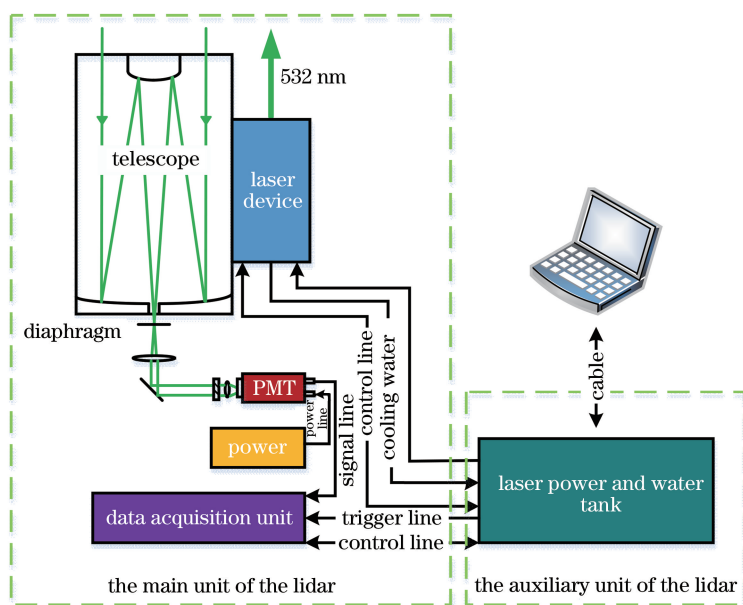 532 nm
telescope
laser
device
diaphragm
PMT
power
line
power
signal line
control line
cooling water
cable
laser power and water
tank
data acquisition unit
trigger line
control line
the main unit of the lidar
the auxiliary unit of the lidar